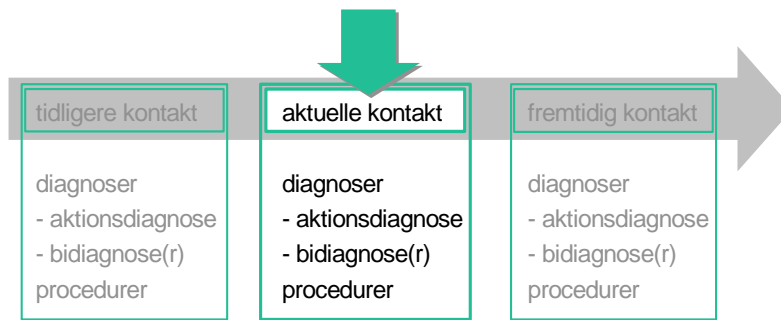 tidligere kontakt
diagnoser
- aktionsdiagnose
- bidiagnose(r)
procedurer
aktuelle kontakt
diagnoser
- aktionsdiagnose
- bidiagnose(r)
procedurer
fremtidig kontakt
diagnoser
- aktionsdiagnose
- bidiagnose(r)
procedurer